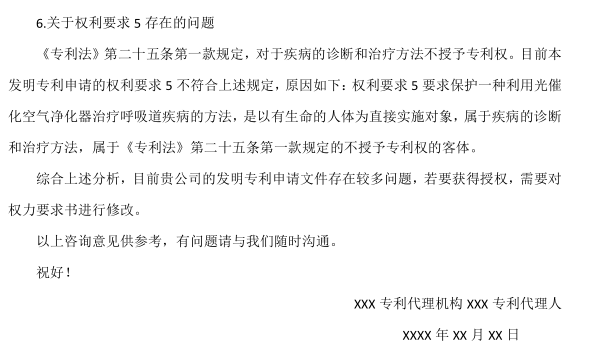 6.关于权利要求 5 存在的问题
《专利法》第二十五条第一款规定，对于疾病的诊断和治疗方法不授予专利权。目前本
发明专利申请的权利要求 5 不符合上述规定，原因如下：权利要求 5 要求保护一种利用光催
化空气净化器治疗呼吸道疾病的方法，是以有生命的人体为直接实施对象，属于疾病的诊断
和治疗方法，属于《专利法》第二十五条第一款规定的不授予专利权的客体。
综合上述分析，目前贵公司的发明专利申请文件存在较多问题，若要获得授权，需要对
权力要求书进行修改。
以上咨询意见供参考，有问题请与我们随时沟通。
祝好！
XXX 专利代理机构 XXX 专利代理人
XXXX 年 XX 月 XX 日